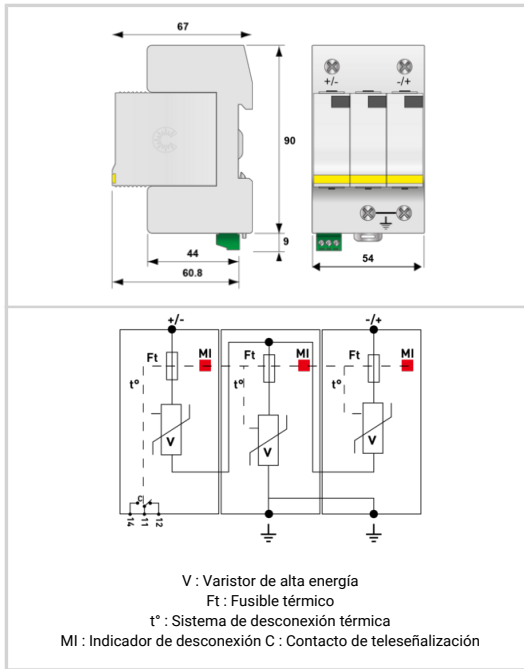 67
+/-
-/+
90
9
44
60.8
54
+/-
-/+
Ft
MI
Ft
MI
Ft
MI
t°
t°
t°
V
V
V
C
14
11
12
V : Varistor de alta energía
Ft : Fusible térmico
t° : Sistema de desconexión térmica
MI : Indicador de desconexión C : Contacto de teleseñalización